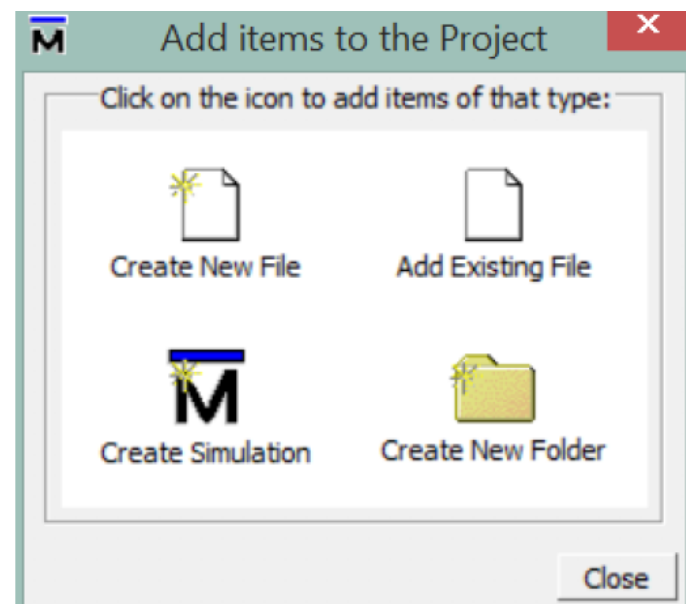 M Add items to the Project X
Click on the icon to add items of that type:
Create New File Add Existing File
M
Create Simulation Create New Folder
Close